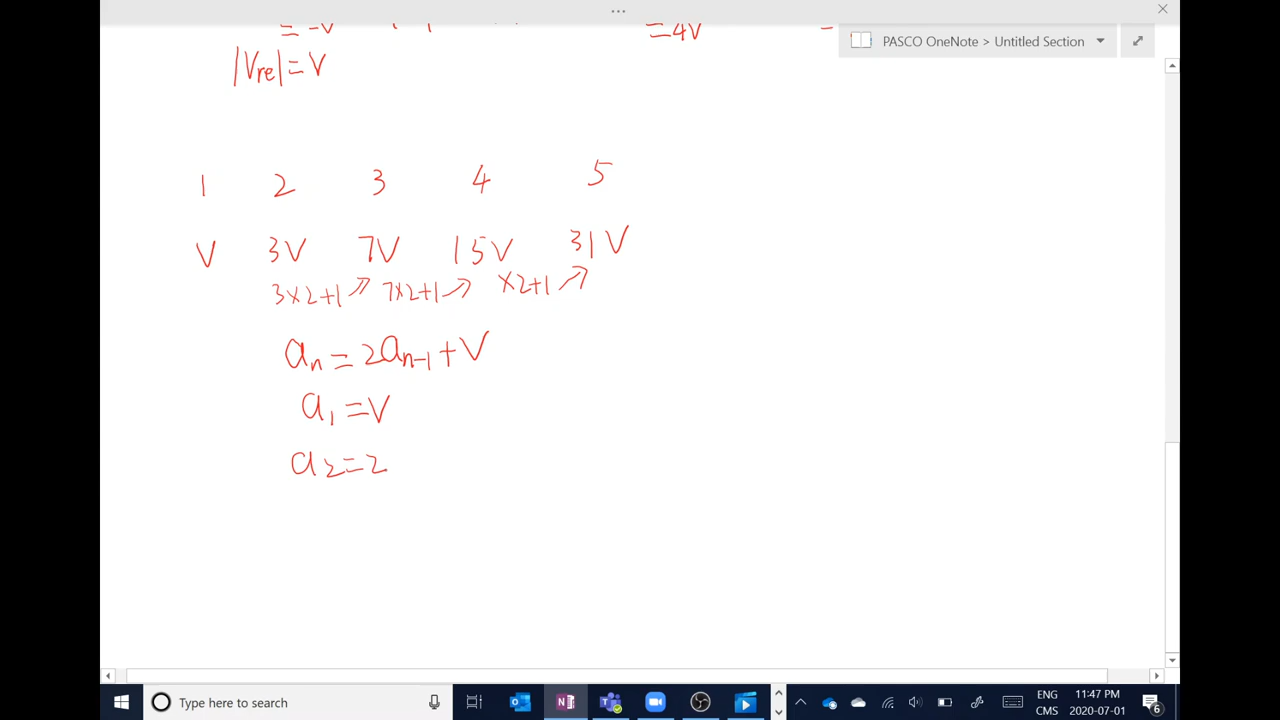 PASCO OneNote > Untitled Section
=4V
|Vre|=V
1 2 3 4 5
V 3V 7V 15V 31V
3×2+1 7×2+1 ×2+1
aₙ=2aₙ₋₁+V
a₁=V
a₂=2
Type here to search
ENG 11:47 PM
CMS 2020-07-01
6